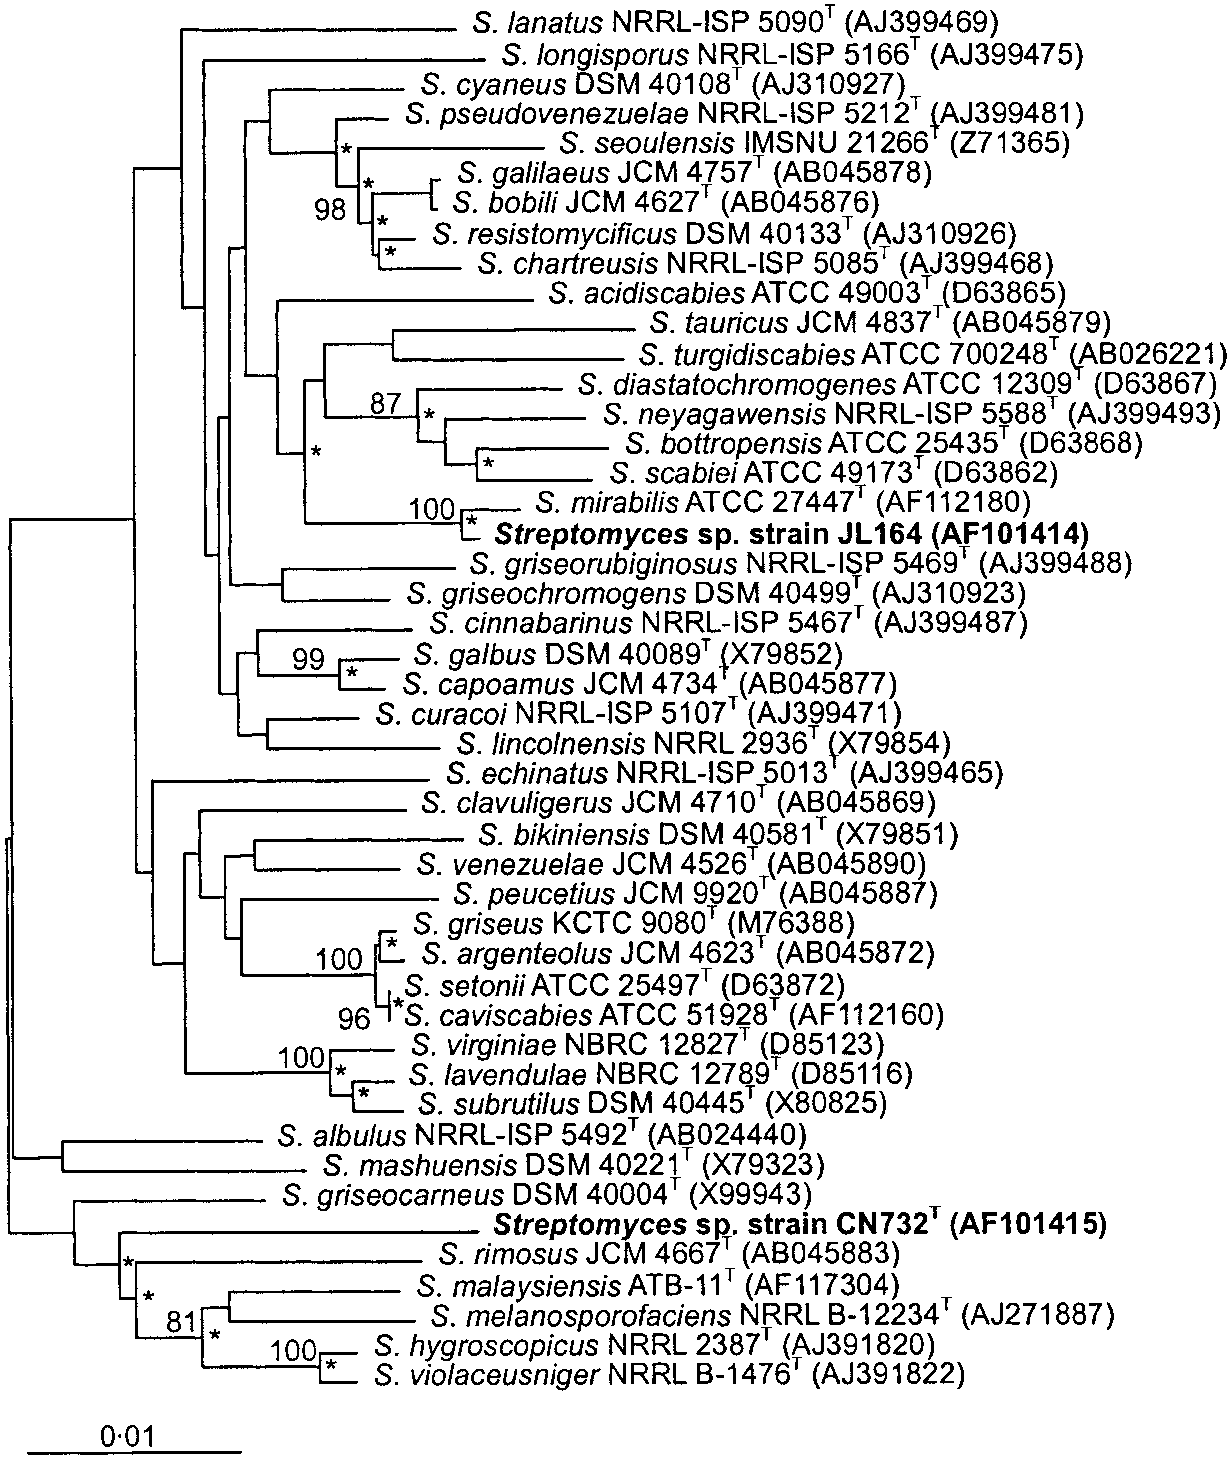 S. lanatus NRRL-ISP 5090T (AJ399469)
S. longisporus NRRL-ISP 5166T (AJ399475)
S. cyaneus DSM 40108T (AJ310927)
S. pseudovenezuelae NRRL-ISP 5212T (AJ399481)
* S. seoulensis IMSNU 21266T (Z71365)
* S. galilaeus JCM 4757T (AB045878)
98 * S. bobili JCM 4627T (AB045876)
* S. resistomycificus DSM 40133T (AJ310926)
S. chartreusis NRRL-ISP 5085T (AJ399468)
S. acidiscabies ATCC 49003T (D63865)
S. tauricus JCM 4837T (AB045879)
S. turgidiscabies ATCC 700248T (AB026221)
S. diastatochromogenes ATCC 12309T (D63867)
87 * S. neyagawensis NRRL-ISP 5588T (AJ399493)
* S. bottropensis ATCC 25435T (D63868)
* S. scabiei ATCC 49173T (D63862)
100 S. mirabilis ATCC 27447T (AF112180)
* Streptomyces sp. strain JL164 (AF101414)
S. griseorubiginosus NRRL-ISP 5469T (AJ399488)
S. griseochromogens DSM 40499T (AJ310923)
S. cinnabarinus NRRL-ISP 5467T (AJ399487)
99 S. galbus DSM 40089T (X79852)
* S. capoamus JCM 4734T (AB045877)
S. curacoi NRRL-ISP 5107T (AJ399471)
S. lincolnensis NRRL 2936T (X79854)
S. echinatus NRRL-ISP 5013T (AJ399465)
S. clavuligerus JCM 4710T (AB045869)
S. bikiniensis DSM 40581T (X79851)
S. venezuelae JCM 4526T (AB045890)
S. peucetius JCM 9920T (AB045887)
S. griseus KCTC 9080T (M76388)
100 * S. argenteolus JCM 4623T (AB045872)
S. setonii ATCC 25497T (D63872)
96 * S. caviscabies ATCC 51928T (AF112160)
100 S. virginiae NBRC 12827T (D85123)
* S. lavendulae NBRC 12789T (D85116)
* S. subrutilus DSM 40445T (X80825)
S. albulus NRRL-ISP 5492T (AB024440)
S. mashuensis DSM 40221T (X79323)
S. griseocarneus DSM 40004T (X99943)
Streptomyces sp. strain CN732T (AF101415)
* S. rimosus JCM 4667T (AB045883)
* S. malaysiensis ATB-11T (AF117304)
81 * S. melanosporofaciens NRRL B-12234T (AJ271887)
100 S. hygroscopicus NRRL 2387T (AJ391820)
* S. violaceusniger NRRL B-1476T (AJ391822)
0·01